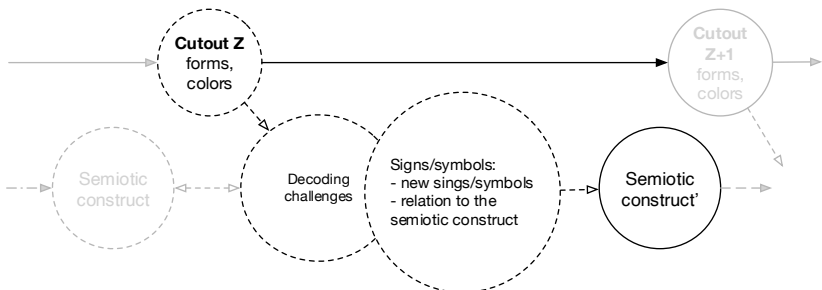 Cutout Z
forms,
colors
Cutout
Z+1
forms,
colors
Semiotic
construct
Decoding
challenges
Signs/symbols:
- new sings/symbols
- relation to the
semiotic construct
Semiotic
construct’